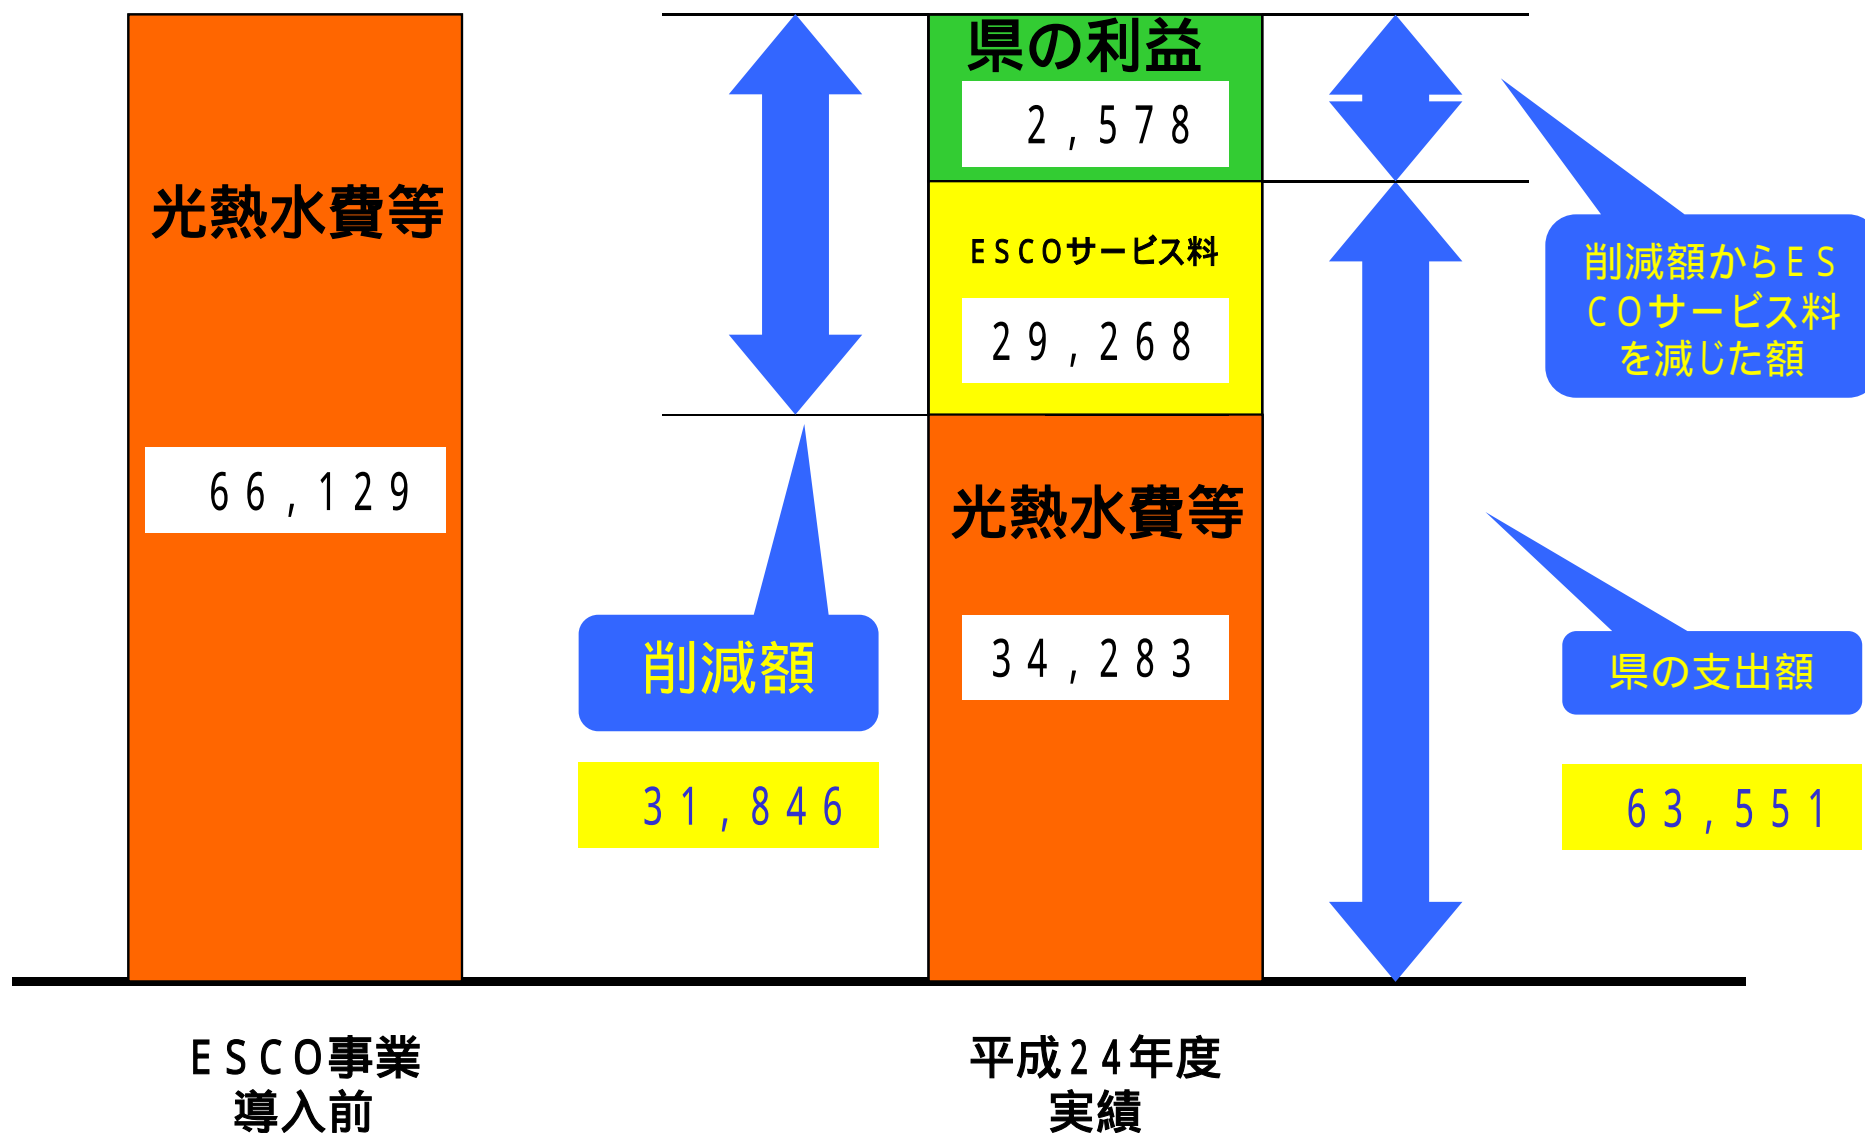 光熱水費等
66,129
ESCO事業
導入前
削減額
31,846
県の利益
2,578
ESCOサービス料
29,268
光熱水費等
34,283
平成24年度
実績
削減額からES
COサービス料
を減じた額
県の支出額
63,551